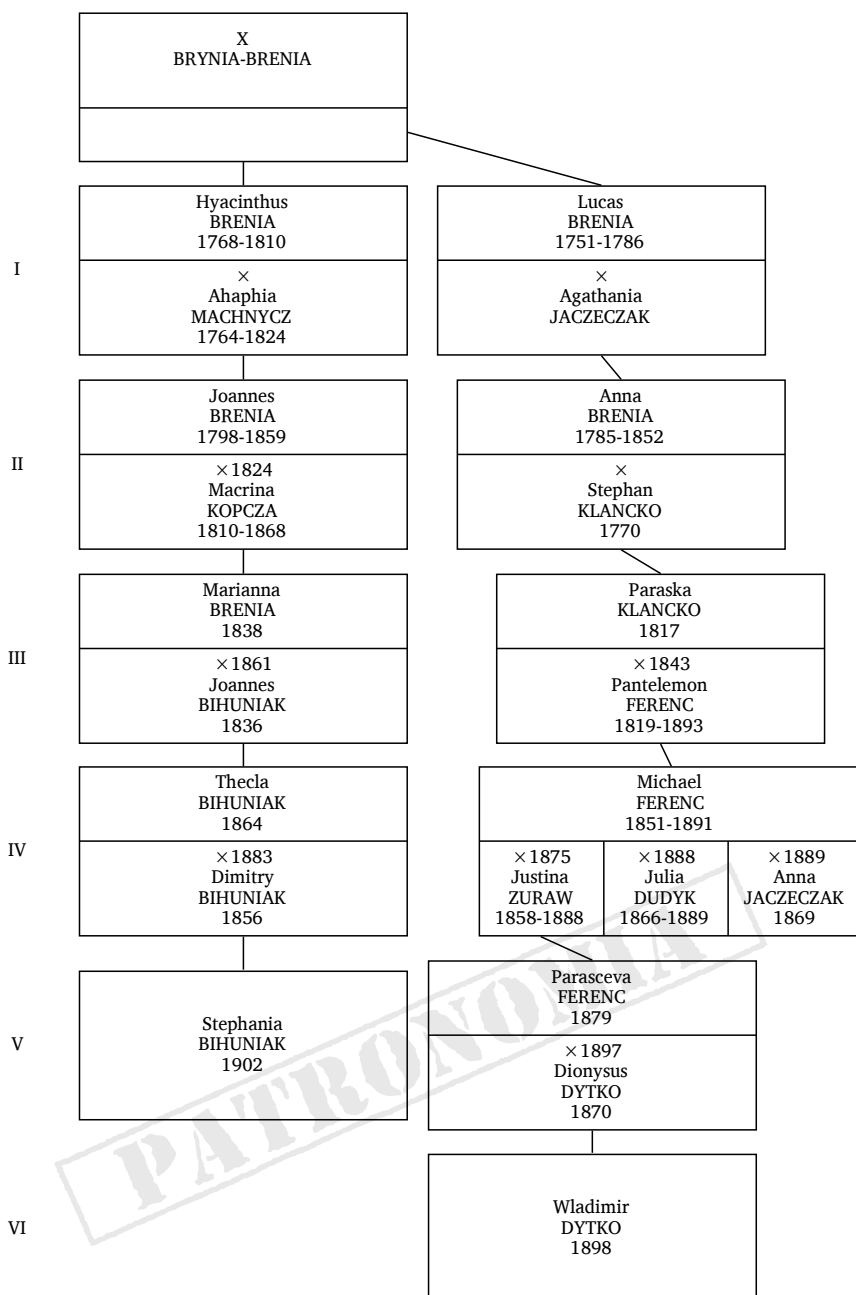 X
BRYNIA-BRENIA
I
Hyacinthus
BRENIA
1768-1810
×
Ahaphia
MACHNYCZ
1764-1824
Lucas
BRENIA
1751-1786
×
Agathania
JACZECZAK
II
Joannes
BRENIA
1798-1859
×1824
Macrina
KOPCZA
1810-1868
Anna
BRENIA
1785-1852
×
Stephan
KLANCKO
1770
III
Marianna
BRENIA
1838
×1861
Joannes
BIHUNIAK
1836
Paraska
KLANCKO
1817
×1843
Pantelemon
FERENC
1819-1893
IV
Thecla
BIHUNIAK
1864
×1883
Dimitry
BIHUNIAK
1856
Michael
FERENC
1851-1891
×1875
Justina
ZURAW
1858-1888
×1888
Julia
DUDYK
1866-1889
×1889
Anna
JACZECZAK
1869
V
Stephania
BIHUNIAK
1902
Parasceva
FERENC
1879
×1897
Dionysus
DYTKO
1870
VI
Wladimir
DYTKO
1898
PATRONOMIA